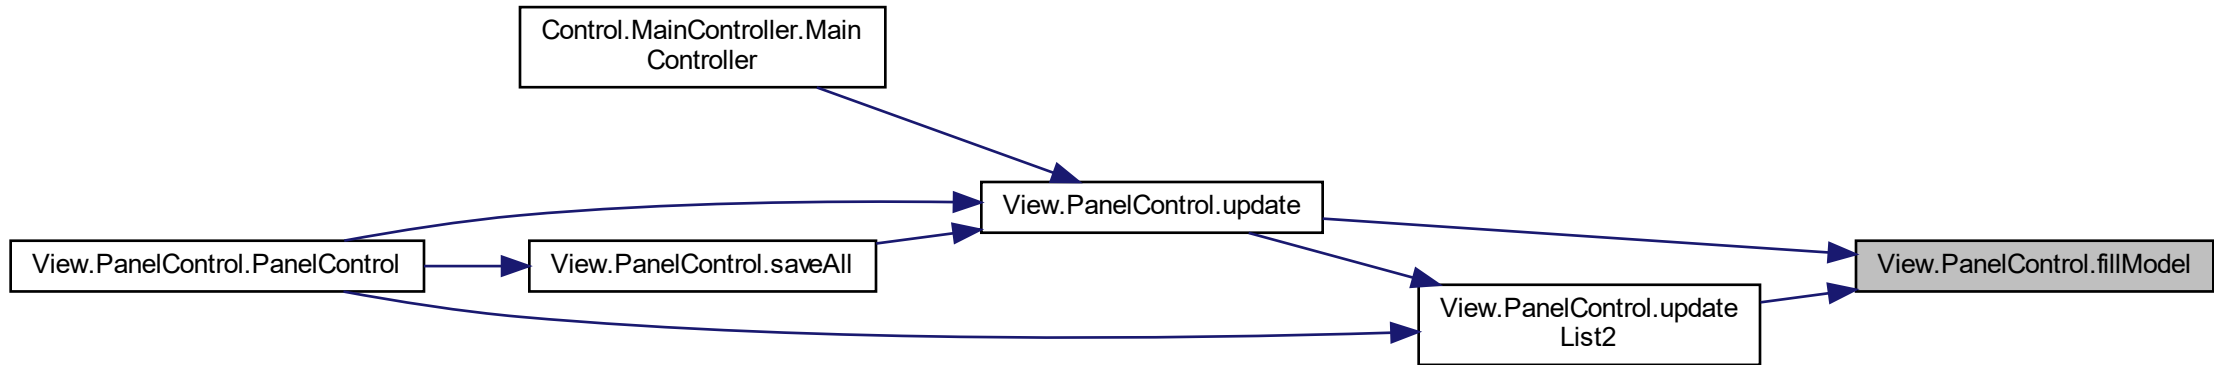 Control.MainController.Main
Controller
View.PanelControl.update
View.PanelControl.PanelControl
View.PanelControl.saveAll
View.PanelControl.fillModel
View.PanelControl.update
List2